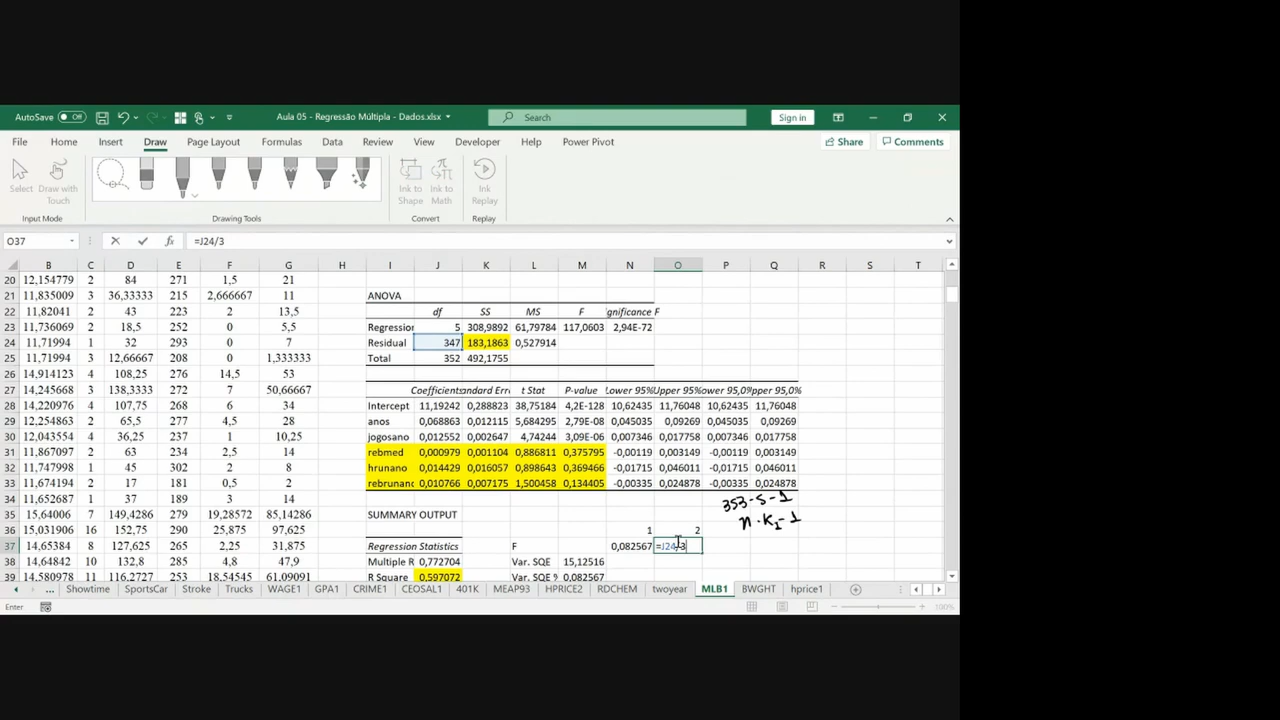 AutoSave Off Aula 05 - Regressão Múltipla - Dados.xlsx Search Sign in
File Home Insert Draw Page Layout Formulas Data Review View Developer Help Power Pivot Share Comments
Select Draw with Touch Ink to Shape Ink to Math Ink Replay
Input Mode Drawing Tools Convert Replay
O37 fx =J24/3
B C D E F G H I J K L M N O P Q R S T
20 12,154779 2 84 271 1,5 21
21 11,835009 3 36,33333 215 2,666667 11 ANOVA
22 11,82041 2 43 223 2 13,5 df SS MS F ignificance F
23 11,736069 2 18,5 252 0 5,5 Regression 5 308,9892 61,79784 117,0603 2,94E-72
24 11,71994 1 32 293 0 7 Residual 347 183,1863 0,527914
25 11,71994 3 12,66667 208 0 1,333333 Total 352 492,1755
26 14,914123 4 108,25 276 14,5 53
27 14,245668 3 138,3333 272 7 50,66667 Coefficients andard Err t Stat P-value Lower 95% Upper 95% ower 95,0% pper 95,0%
28 14,220976 4 107,75 268 6 34 Intercept 11,19242 0,288823 38,75184 4,2E-128 10,62435 11,76048 10,62435 11,76048
29 12,254863 2 65,5 277 4,5 28 anos 0,068863 0,012115 5,684295 2,79E-08 0,045035 0,09269 0,045035 0,09269
30 12,043554 4 36,25 237 1 10,25 jogosano 0,012552 0,002647 4,74244 3,09E-06 0,007346 0,017758 0,007346 0,017758
31 11,867097 2 63 234 2,5 14 rebmed 0,000979 0,001104 0,886811 0,375795 -0,00119 0,003149 -0,00119 0,003149
32 11,747998 1 45 302 2 8 hrunano 0,014429 0,016057 0,898643 0,369466 -0,01715 0,046011 -0,01715 0,046011
33 11,674194 2 17 181 0,5 2 rebrunano 0,010766 0,007175 1,500458 0,134405 -0,00335 0,024878 -0,00335 0,024878
34 11,652687 1 37 189 3 14 353-5-1
35 15,64006 7 149,4286 279 19,28572 85,14286 SUMMARY OUTPUT n-K₁-1
36 15,031906 16 152,75 290 25,875 97,625 1 2
37 14,65384 8 127,625 365 2,25 31,875 Regression Statistics F 0,082567 =J24/3
38 14,64842 10 132,8 315 4,8 47,9 Multiple R 0,772704 Var. SQE 15,12516
39 14,580978 11 116,2727 253 18,54545 61,09091 R Square 0,597072 Var. SQE % 0,082567
... Showtime SportsCar Stroke Trucks WAGE1 GPA1 CRIME1 CEOSAL1 401K MEAP93 HPRICE2 RDCHEM twoyear MLB1 BWGHT hprice1
Enter 100%